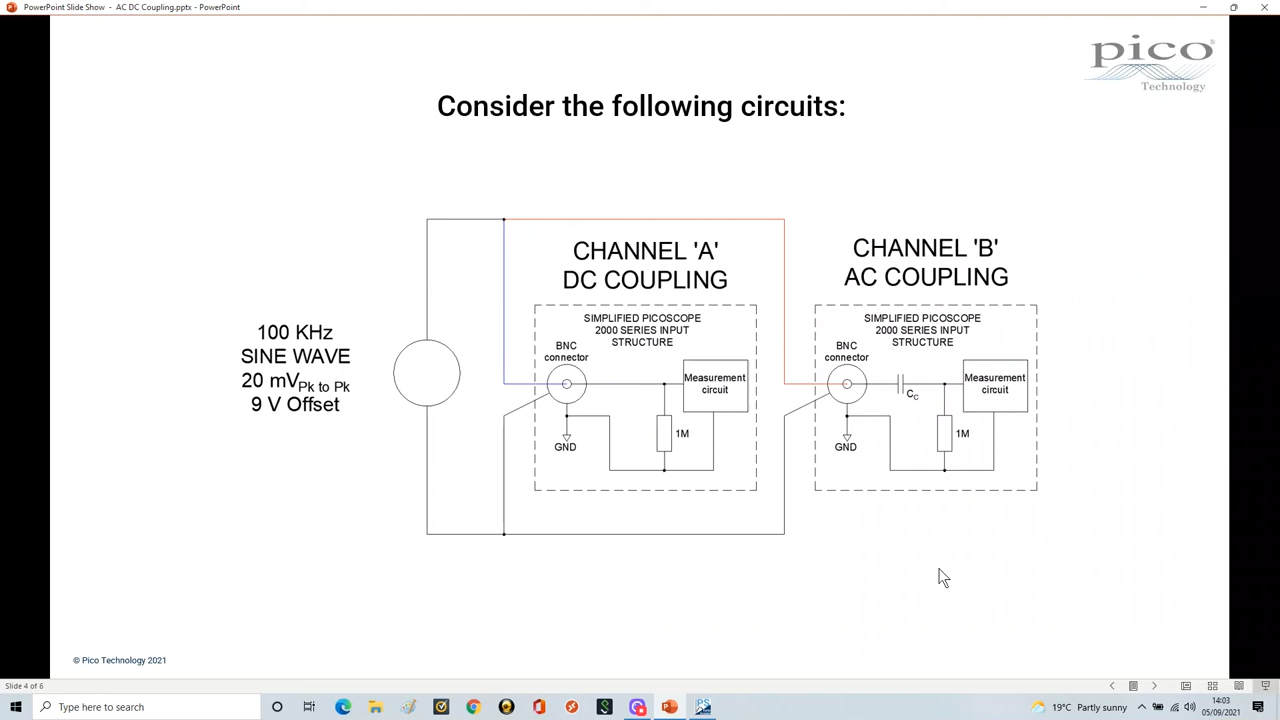 PowerPoint Slide Show - AC DC Coupling.pptx - PowerPoint
pico
Technology
Consider the following circuits:
CHANNEL 'A'
DC COUPLING
CHANNEL 'B'
AC COUPLING
100 KHz
SINE WAVE
20 mVPk to Pk
9 V Offset
SIMPLIFIED PICOSCOPE
2000 SERIES INPUT
STRUCTURE
BNC
connector
Measurement
circuit
1M
GND
SIMPLIFIED PICOSCOPE
2000 SERIES INPUT
STRUCTURE
BNC
connector
CC
Measurement
circuit
1M
GND
© Pico Technology 2021
Slide 4 of 6
Type here to search
19°C Partly sunny
14:03
05/09/2021